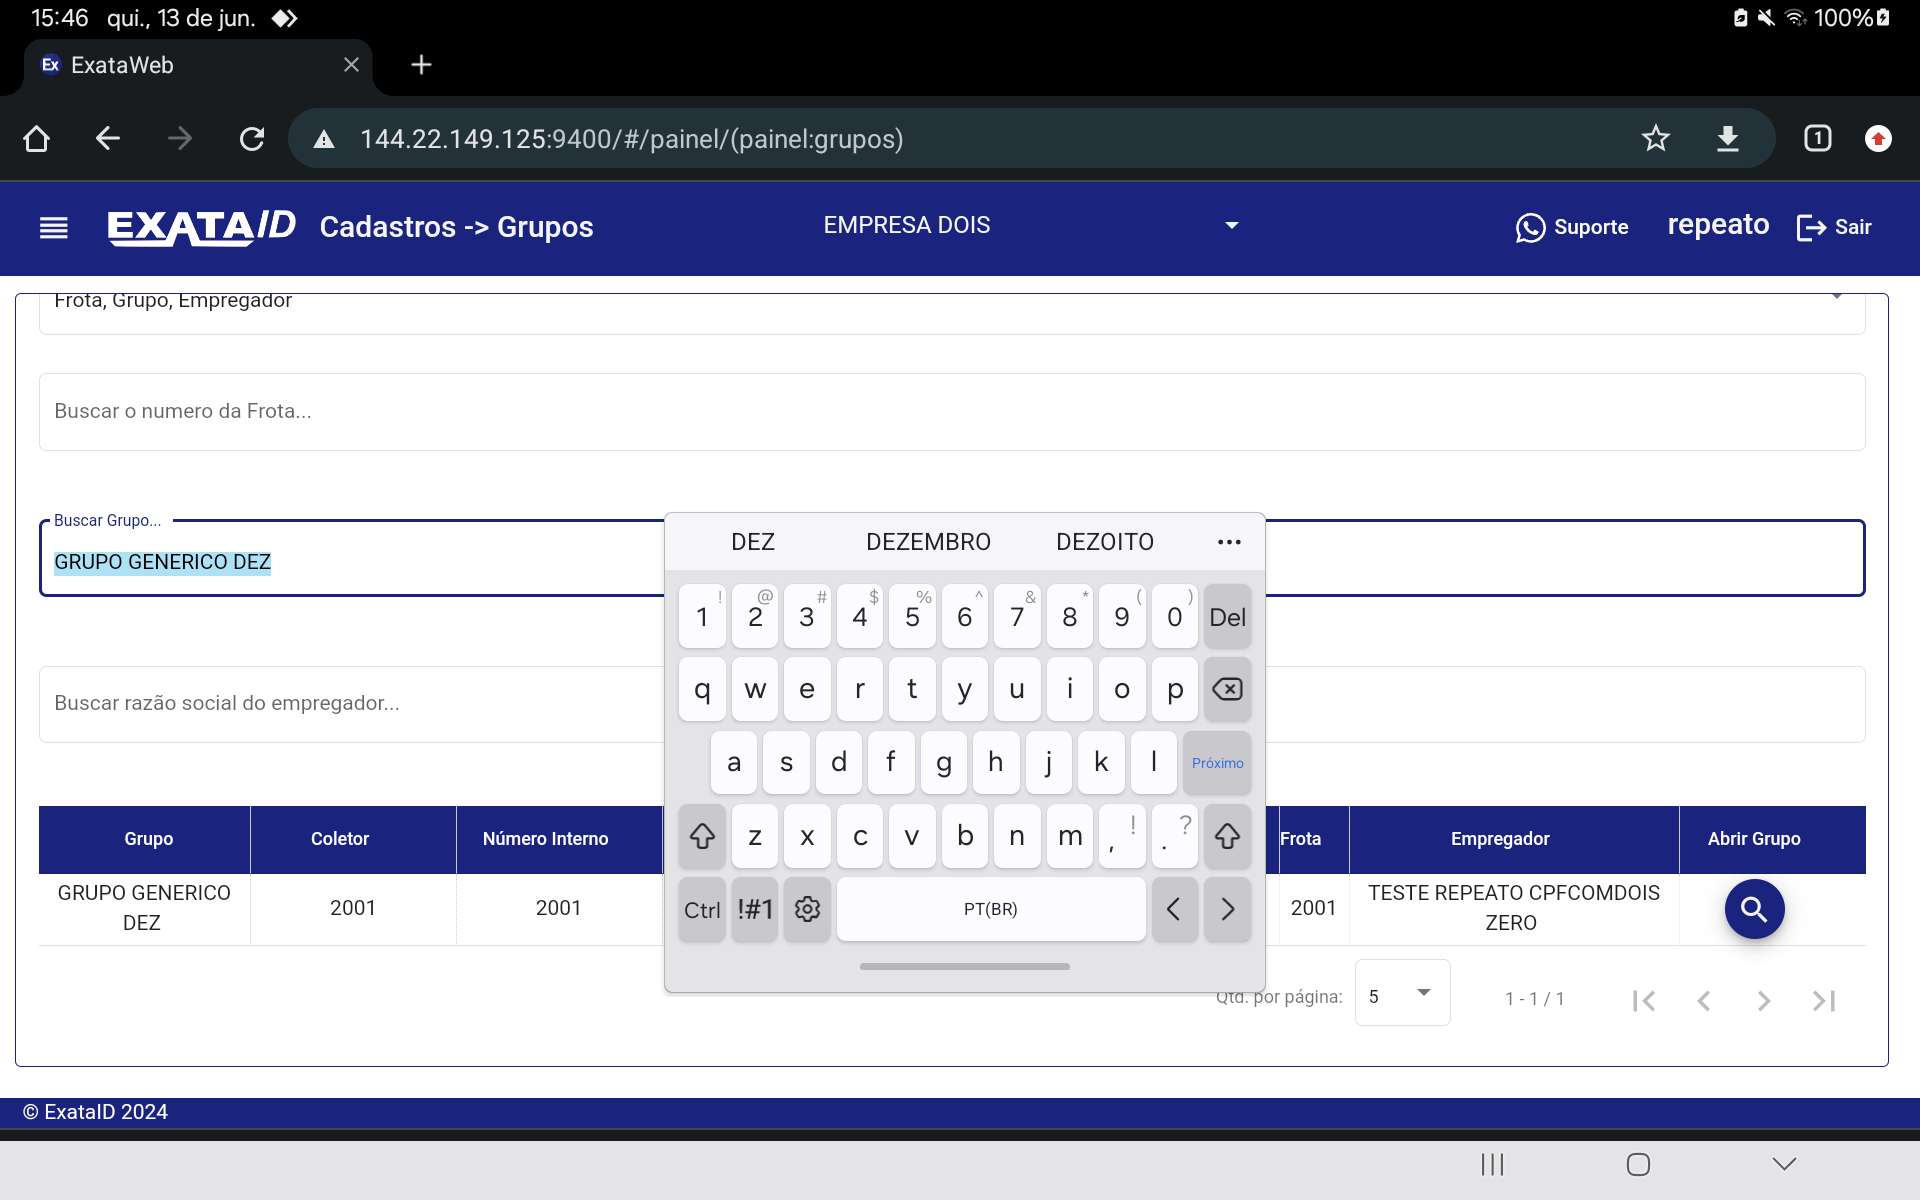 15:46 qui., 13 de jun. 100%
Ex ExataWeb
144.22.149.125:9400/#/painel/(painel:grupos) 1
EXATA/ID Cadastros -> Grupos EMPRESA DOIS Suporte repeato Sair
Frota, Grupo, Empregador
Buscar o numero da Frota...
Buscar Grupo...
GRUPO GENERICO DEZ
Buscar razão social do empregador...
DEZ DEZEMBRO DEZOITO ...
! @ # $ % ^ & * ( )
1 2 3 4 5 6 7 8 9 0 Del
q w e r t y u i o p
a s d f g h j k l Próximo
z x c v b n m , ! . ?
Ctrl !#1 PT(BR) < >
Grupo Coletor Número Interno Frota Empregador Abrir Grupo
GRUPO GENERICO DEZ 2001 2001 2001 TESTE REPEATO CPFCOMDOIS ZERO
Qtd. por página: 5 1 - 1 / 1
© ExataID 2024